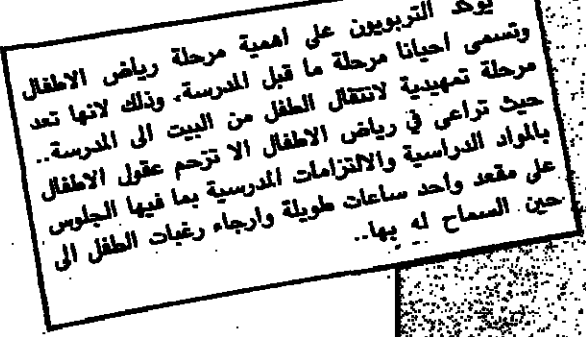 يؤكد التربويون على اهمية مرحلة رياض الاطفال
وتسمى احيانا مرحلة ما قبل المدرسة. وذلك لانها تعد
مرحلة تمهيدية لانتقال الطفل من البيت الى المدرسة..
حيث تراعى في رياض الاطفال الا تزحم عقول الاطفال
بالمواد الدراسية والالتزامات المدرسية بما فيها الجلوس
على مقعد واحد ساعات طويلة وارجاء رغبات الطفل الى
حين السماح له بها..